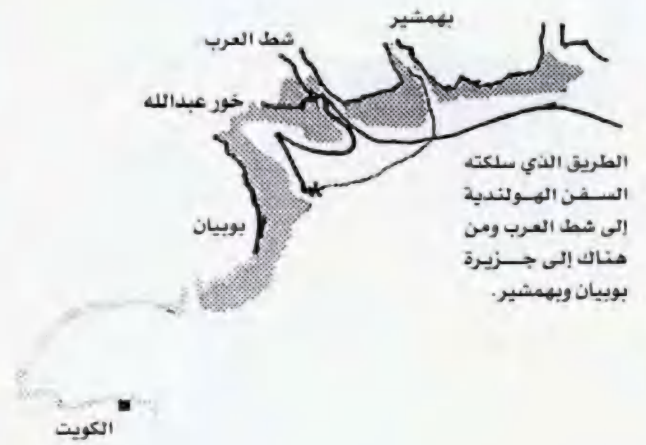 بهمشير
شط العرب
خور عبدالله
الطريق الذي سلكته
السفن الهولندية
إلى شط العرب ومن
هناك إلى جزيرة
بوبيان وبهمشير.
بوبيان
الكويت